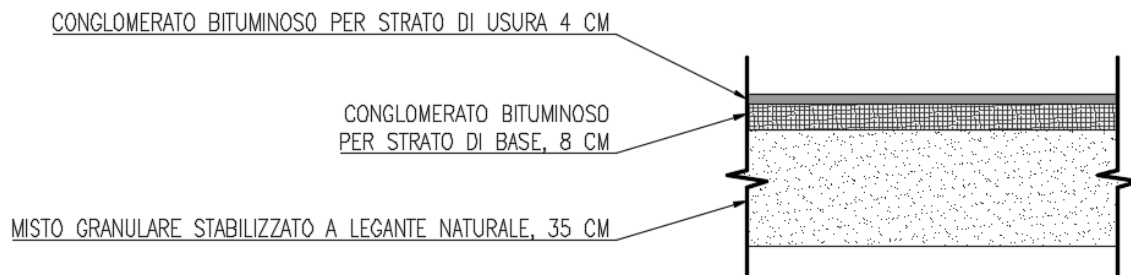 CONGLOMERATO BITUMINOSO PER STRATO DI USURA 4 CM
CONGLOMERATO BITUMINOSO
PER STRATO DI BASE, 8 CM
MISTO GRANULARE STABILIZZATO A LEGANTE NATURALE, 35 CM